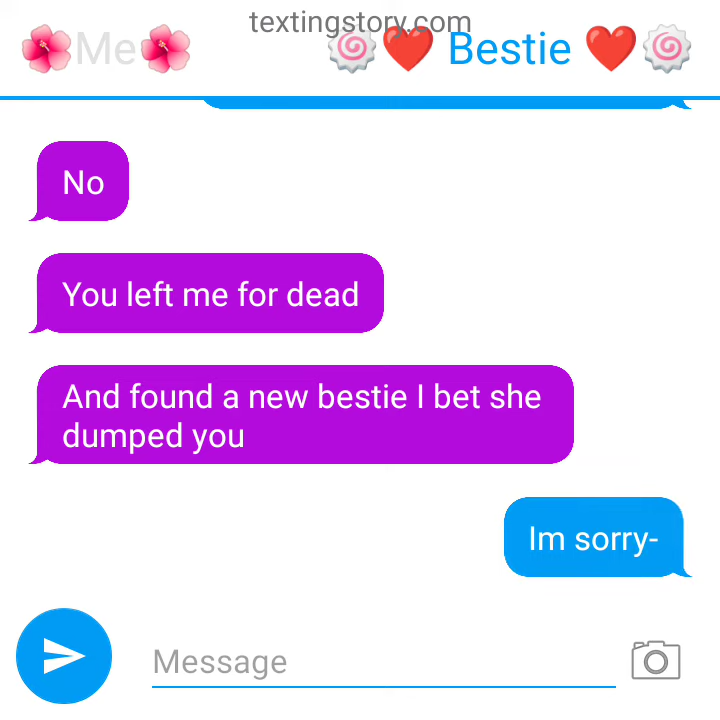 textingstory.com
🌺Me🌺 🍥❤️ Bestie ❤️🍥
No
You left me for dead
And found a new bestie I bet she
dumped you
Im sorry-
Message